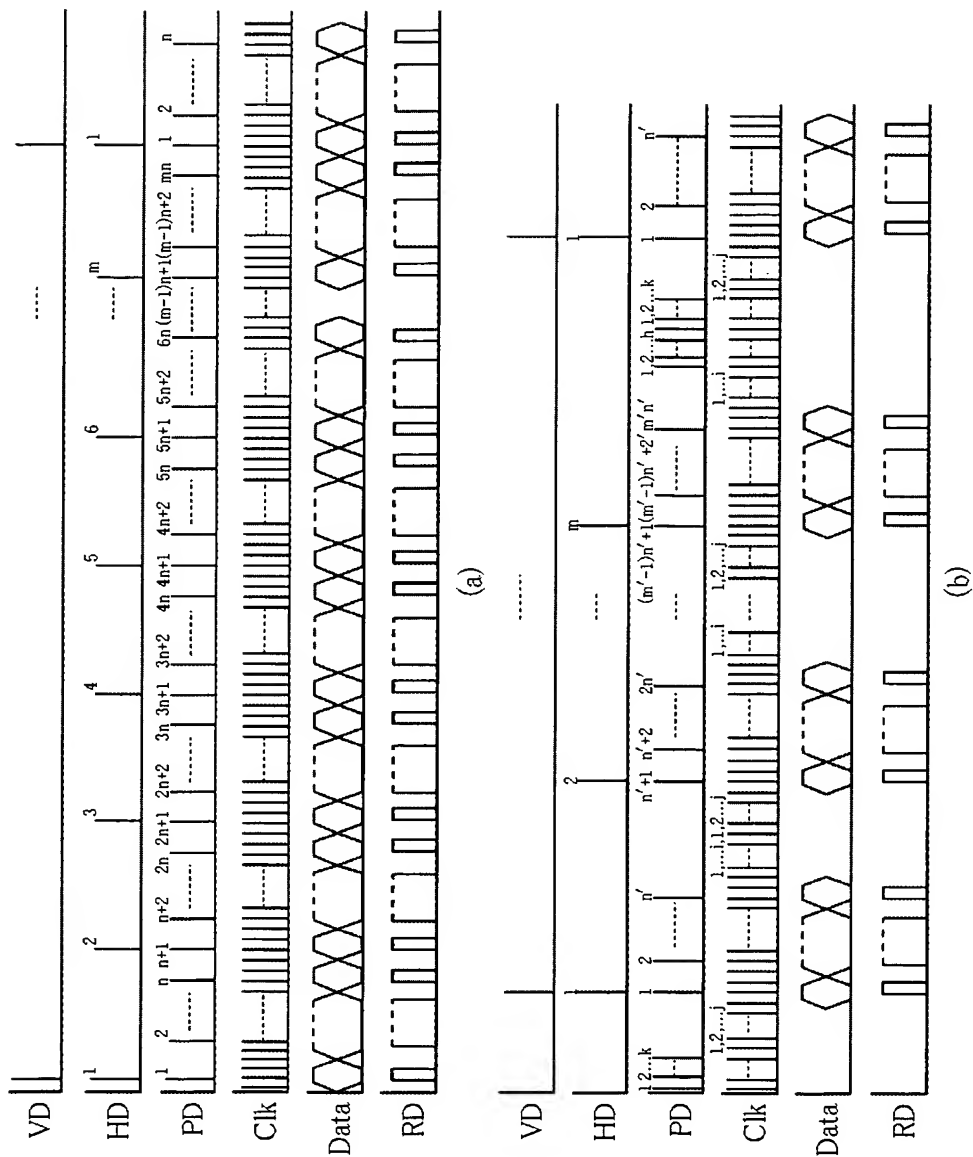 VD
HD 1 2 3 4 5 6 m 1
PD 1 2 n n+1 n+2 2n 2n+1 2n+2 3n 3n+1 3n+2 4n 4n+1 4n+2 5n 5n+1 5n+2 6n (m-1)n+1 (m-1)n+2 mn 1 2 n
Clk
Data
RD
(a)
VD
HD 2 m 1
PD 1 2...k 1 2 n′ n′+1 n′+2 2n′ (m′-1)n′+1 (m′-1)n′+2′ m′n′ 1,2...h 1,2...k 1 2 n′
Clk 1,2,...j 1,...i,1,2...j 1,...i 1,2,...j 1,...j 1,2,...j
Data
RD
(b)